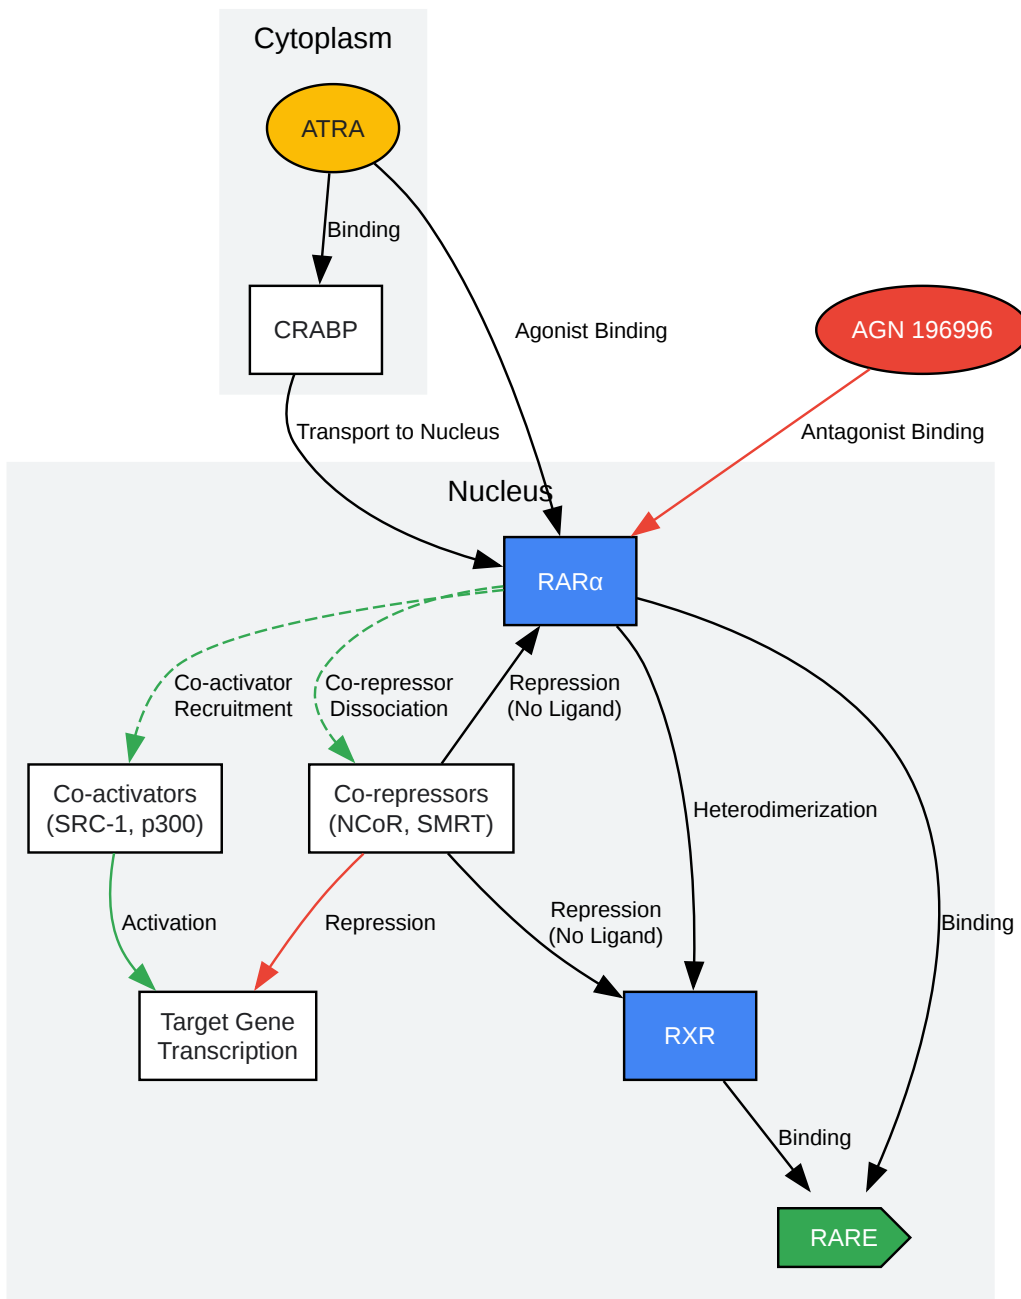 Cytoplasm
ATRA
Binding
CRABP
Agonist Binding
AGN 196996
Transport to Nucleus
Antagonist Binding
Nucleus
RARα
Co-activator
Recruitment
Co-repressor
Dissociation
Repression
(No Ligand)
Co-activators
(SRC-1, p300)
Co-repressors
(NCoR, SMRT)
Heterodimerization
Activation
Repression
Repression
(No Ligand)
Binding
Target Gene
Transcription
RXR
Binding
RARE